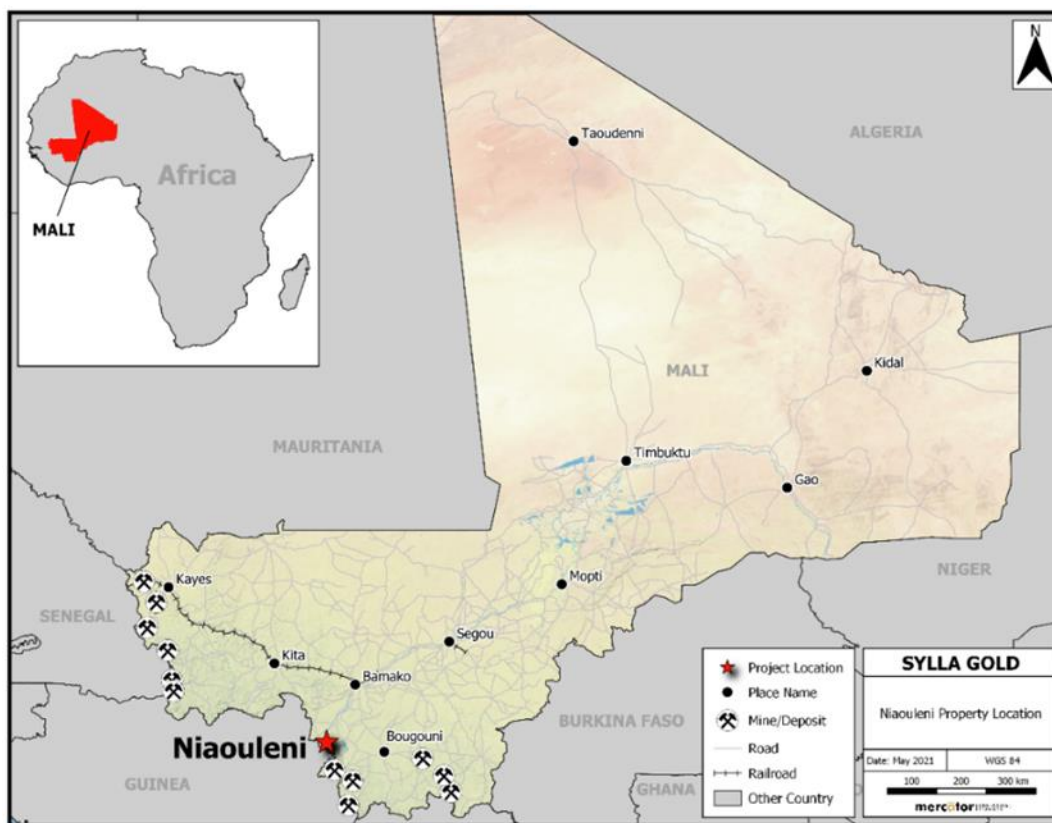 N
Africa
MALI
ALGERIA
Taoudenni
MALI
Kidal
MAURITANIA
Timbuktu
Gao
Mopti
NIGER
Kayes
SENEGAL
Segou
Kita
Bamako
BURKINA FASO
Niaouleni
Bougouni
GUINEA
GHANA
Project Location
Place Name
Mine/Deposit
Road
Railroad
Other Country
SYLLA GOLD
Niaouleni Property Location
Date: May 2021
WGS 84
100 200 300 km
mercator